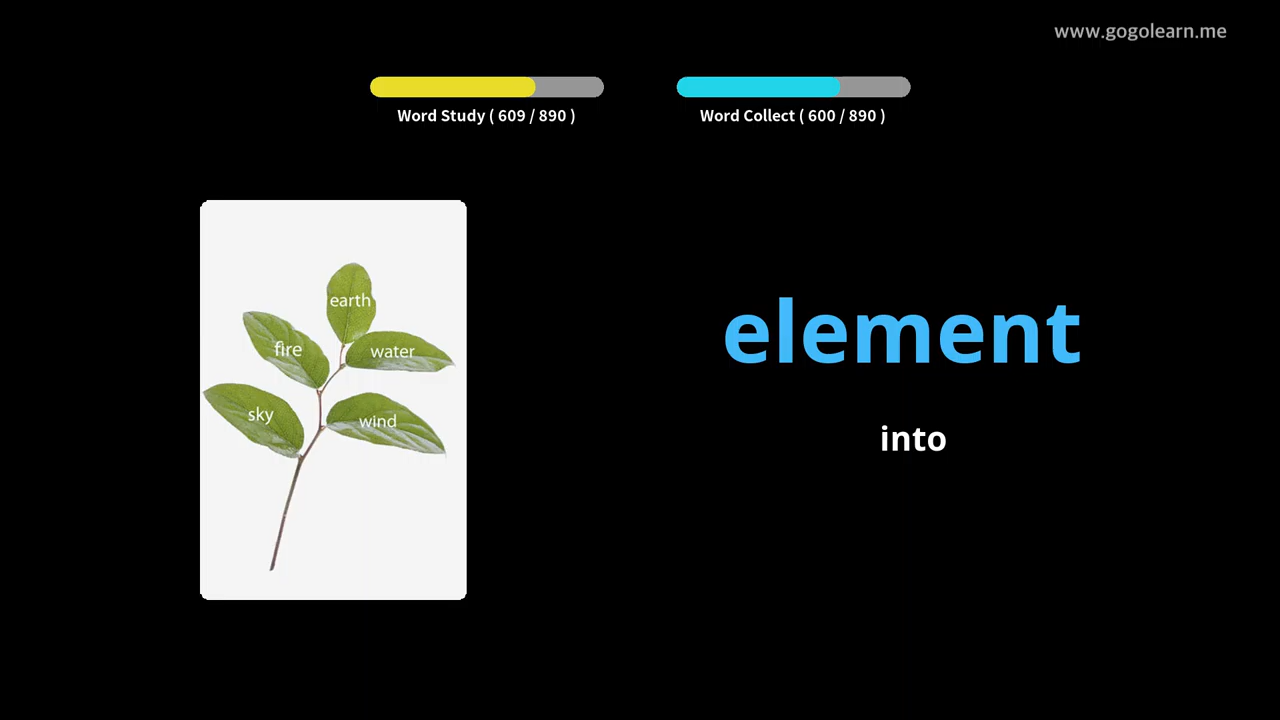 www.gogolearn.me
Word Study ( 609 / 890 )
Word Collect ( 600 / 890 )
earth
fire
water
sky
wind
element
into